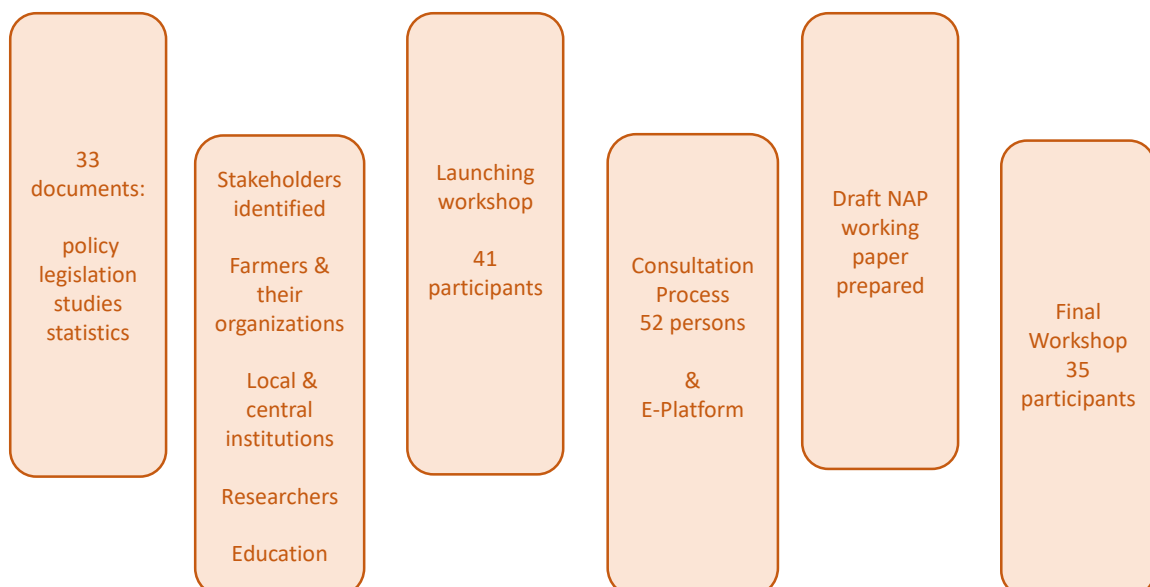 33
documents:
policy
legislation
studies
statistics
Stakeholders
identified
Farmers &
their
organizations
Local &
central
institutions
Researchers
Education
Launching
workshop
41
participants
Consultation
Process
52 persons
&
E-Platform
Draft NAP
working
paper
prepared
Final
Workshop
35
participants